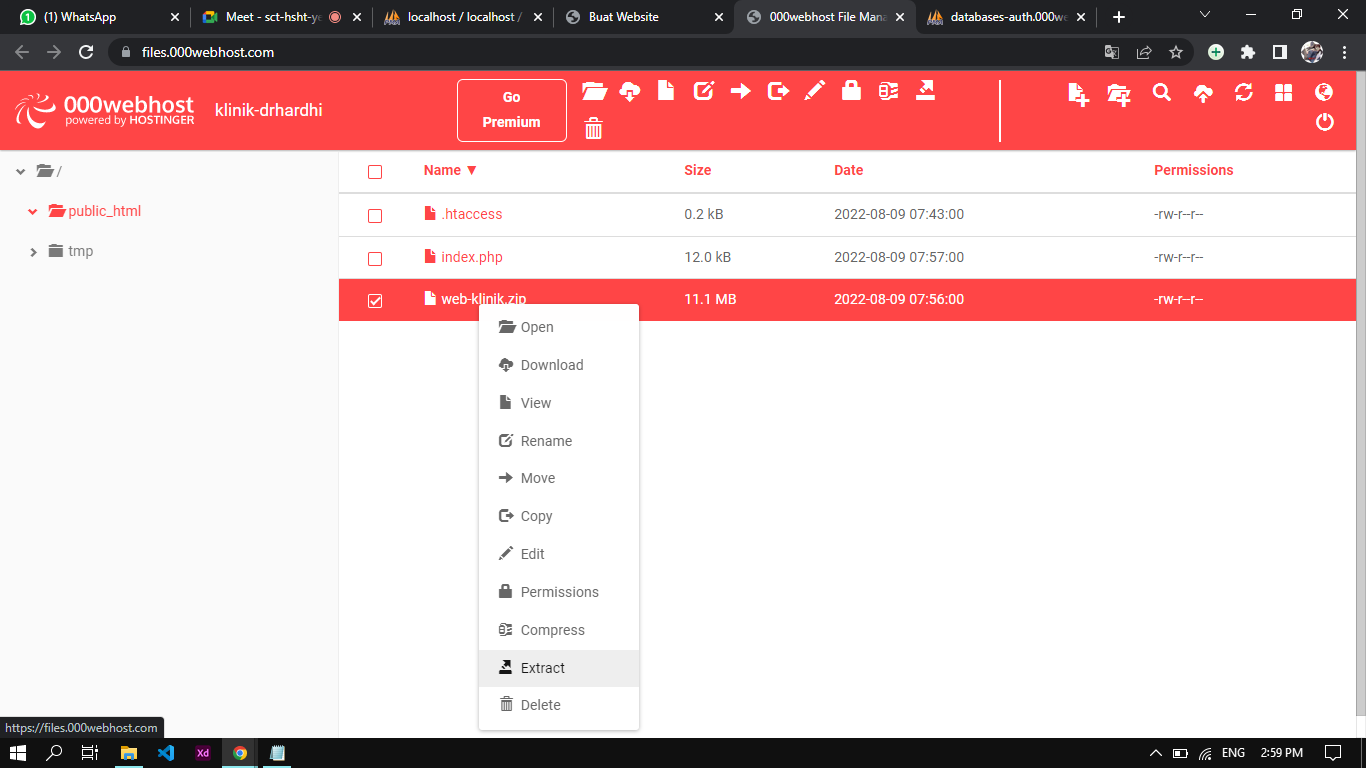 (1) WhatsApp
Meet - sct-hsht-ye
localhost / localhost /
Buat Website
000webhost File Mana
databases-auth.000we
files.000webhost.com
000webhost
powered by HOSTINGER
klinik-drhardhi
Go
Premium
/
public_html
tmp
Name ▼ Size Date Permissions
.htaccess 0.2 kB 2022-08-09 07:43:00 -rw-r--r--
index.php 12.0 kB 2022-08-09 07:57:00 -rw-r--r--
web-klinik.zip 11.1 MB 2022-08-09 07:56:00 -rw-r--r--
Open
Download
View
Rename
Move
Copy
Edit
Permissions
Compress
Extract
Delete
https://files.000webhost.com
Xd
ENG
2:59 PM